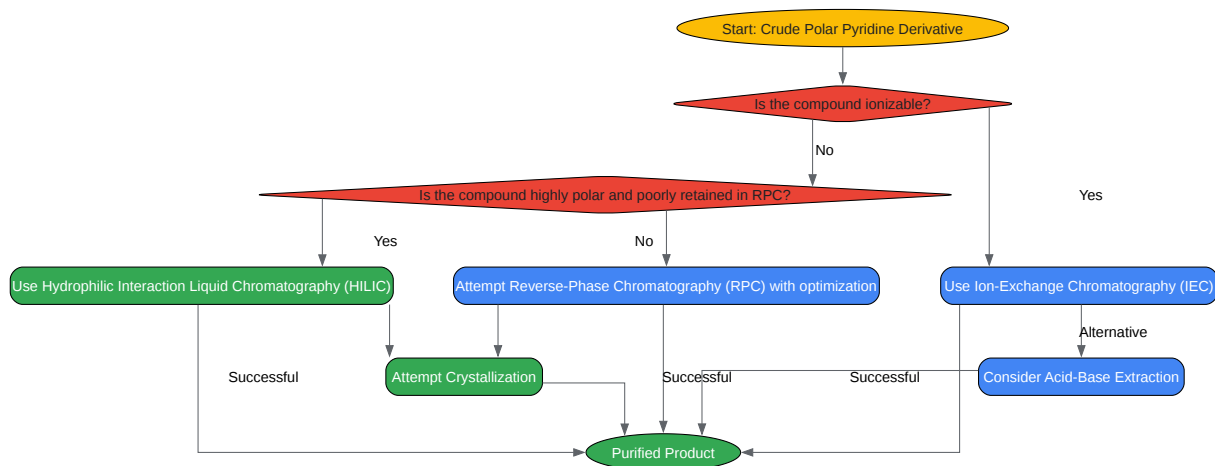 Start: Crude Polar Pyridine Derivative
Is the compound ionizable?
No
Is the compound highly polar and poorly retained in RPC?
Yes
Yes
No
Use Hydrophilic Interaction Liquid Chromatography (HILIC)
Attempt Reverse-Phase Chromatography (RPC) with optimization
Use Ion-Exchange Chromatography (IEC)
Alternative
Successful
Attempt Crystallization
Successful
Successful
Consider Acid-Base Extraction
Purified Product